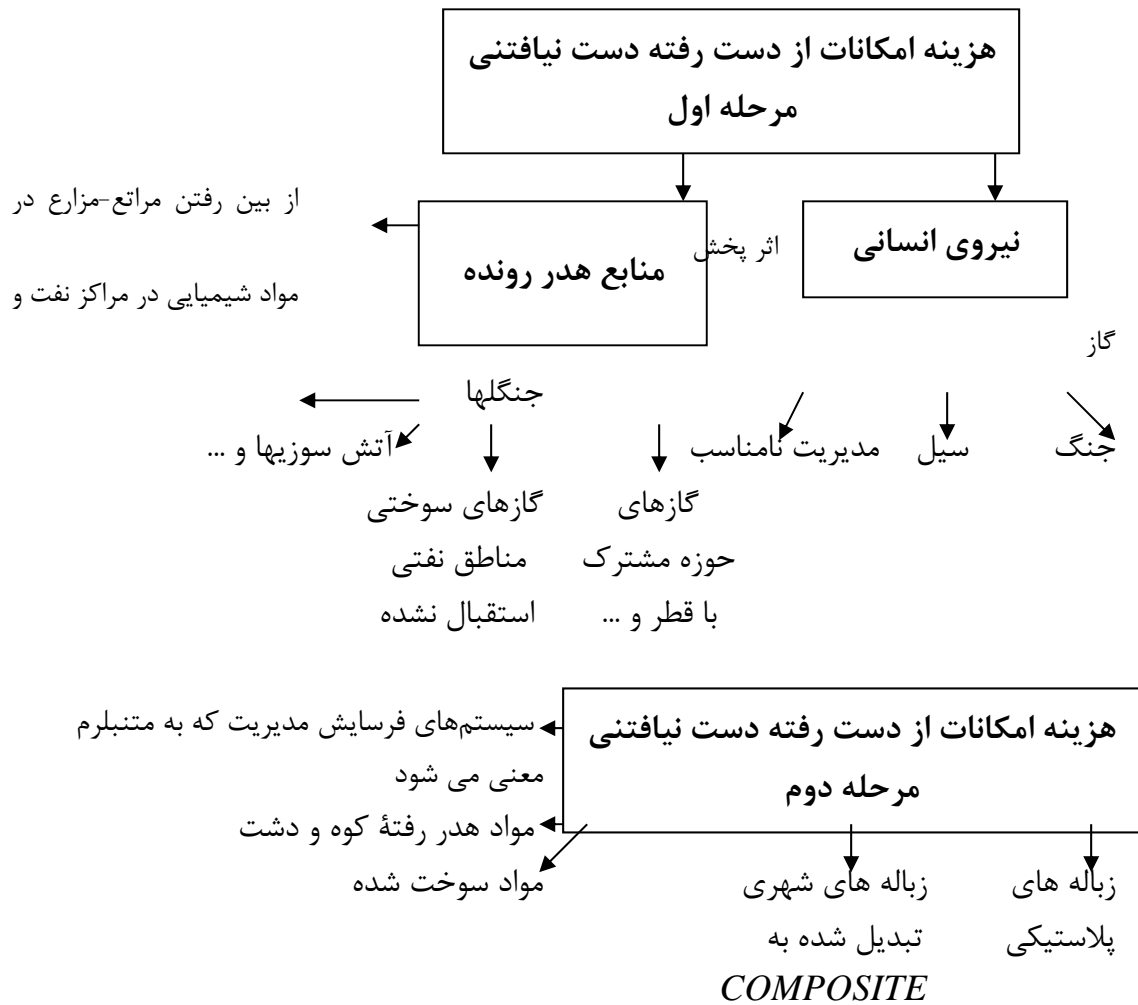 هزینه امکانات از دست رفته دست نیافتنی
مرحله اول
نیروی انسانی
منابع هدر رونده
اثر پخش
از بین رفتن مراتع-مزارع در
مواد شیمیایی در مراکز نفت و
گاز
جنگلها
جنگ
سیل
مدیریت نامناسب
آتش سوزیها و ...
گازهای
حوزه مشترک
با قطر و ...
گازهای سوختی
مناطق نفتی
استقبال نشده
هزینه امکانات از دست رفته دست نیافتنی
مرحله دوم
سیستم‌های فرسایش مدیریت که به متنبلرم
معنی می شود
مواد هدر رفتهٔ کوه و دشت
مواد سوخت شده
زباله های شهری
تبدیل شده به
COMPOSITE
زباله های
پلاستیکی